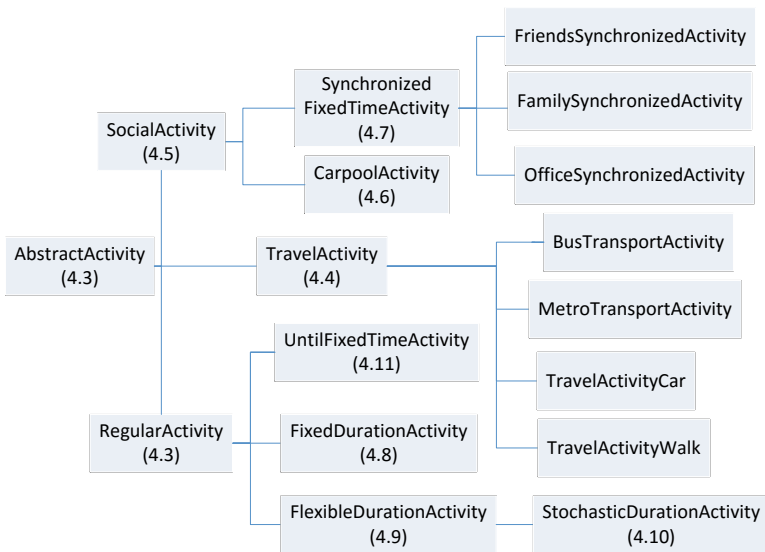 FriendsSynchronizedActivity
Synchronized
FixedTimeActivity
(4.7)
FamilySynchronizedActivity
SocialActivity
(4.5)
CarpoolActivity
(4.6)
OfficeSynchronizedActivity
BusTransportActivity
AbstractActivity
(4.3)
TravelActivity
(4.4)
MetroTransportActivity
UntilFixedTimeActivity
(4.11)
TravelActivityCar
RegularActivity
(4.3)
FixedDurationActivity
(4.8)
TravelActivityWalk
FlexibleDurationActivity
(4.9)
StochasticDurationActivity
(4.10)